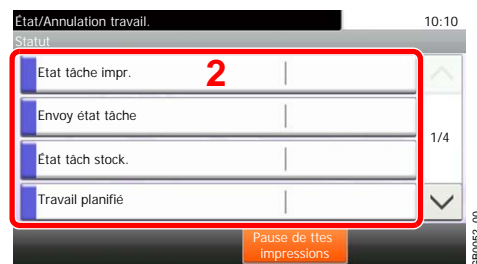 État/Annulation travail.
10:10
Statut
Etat tâche impr.
2
Envoy état tâche
1/4
État tâch stock.
Travail planifié
Pause de ttes
impressions